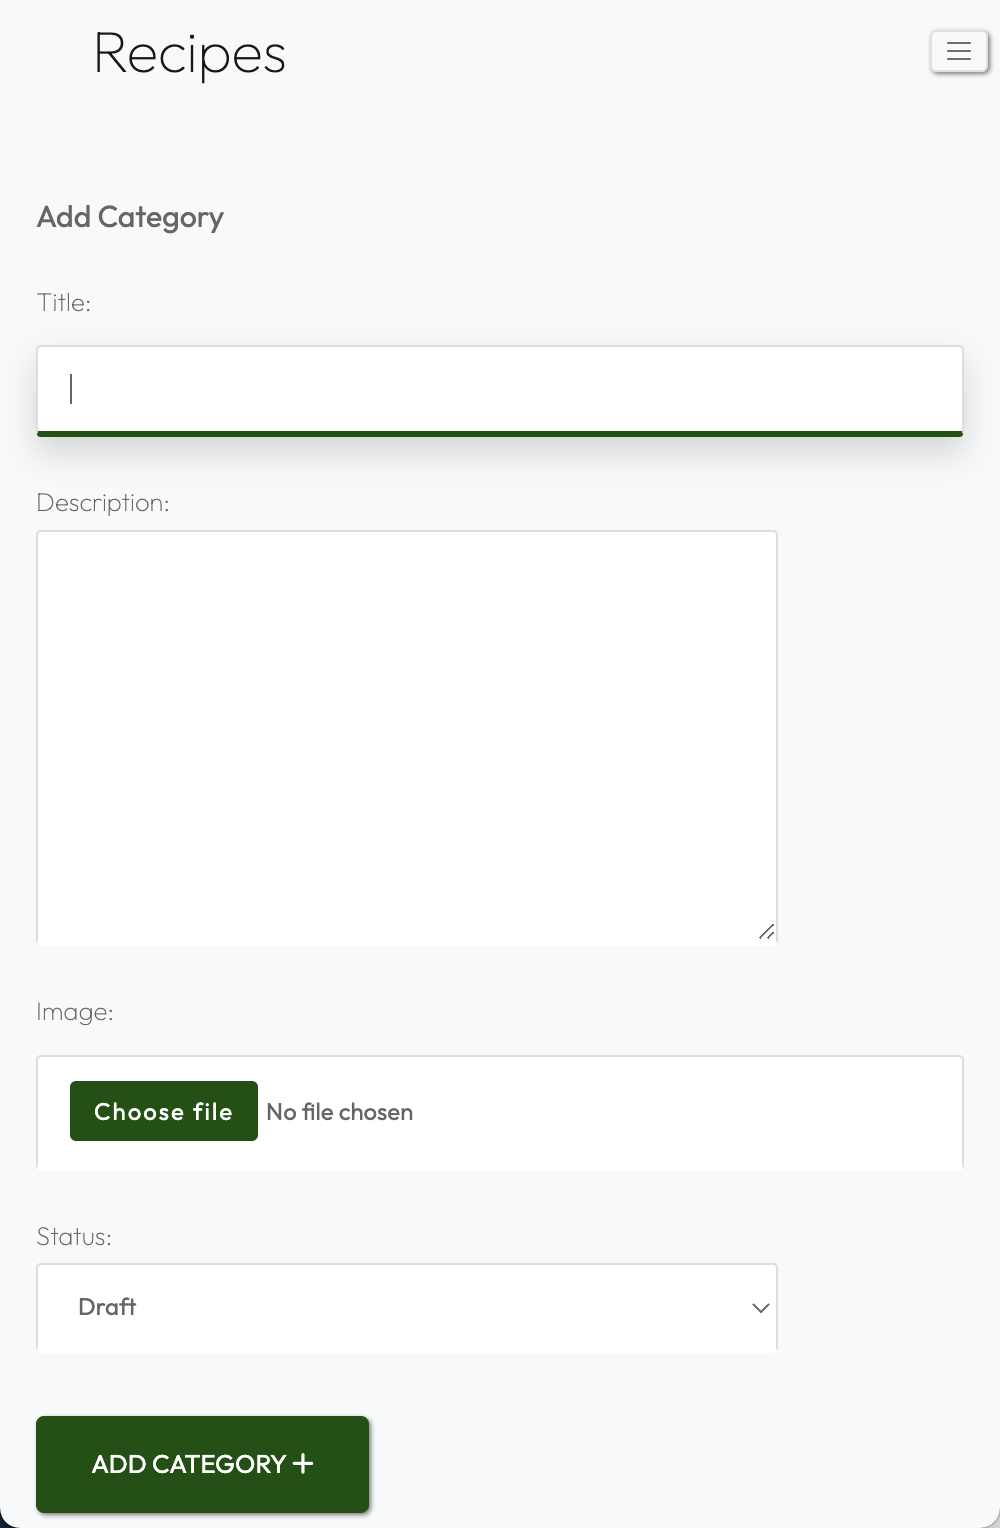 Recipes
Add Category
Title:
Description:
Image:
Choose file No file chosen
Status:
Draft
ADD CATEGORY +